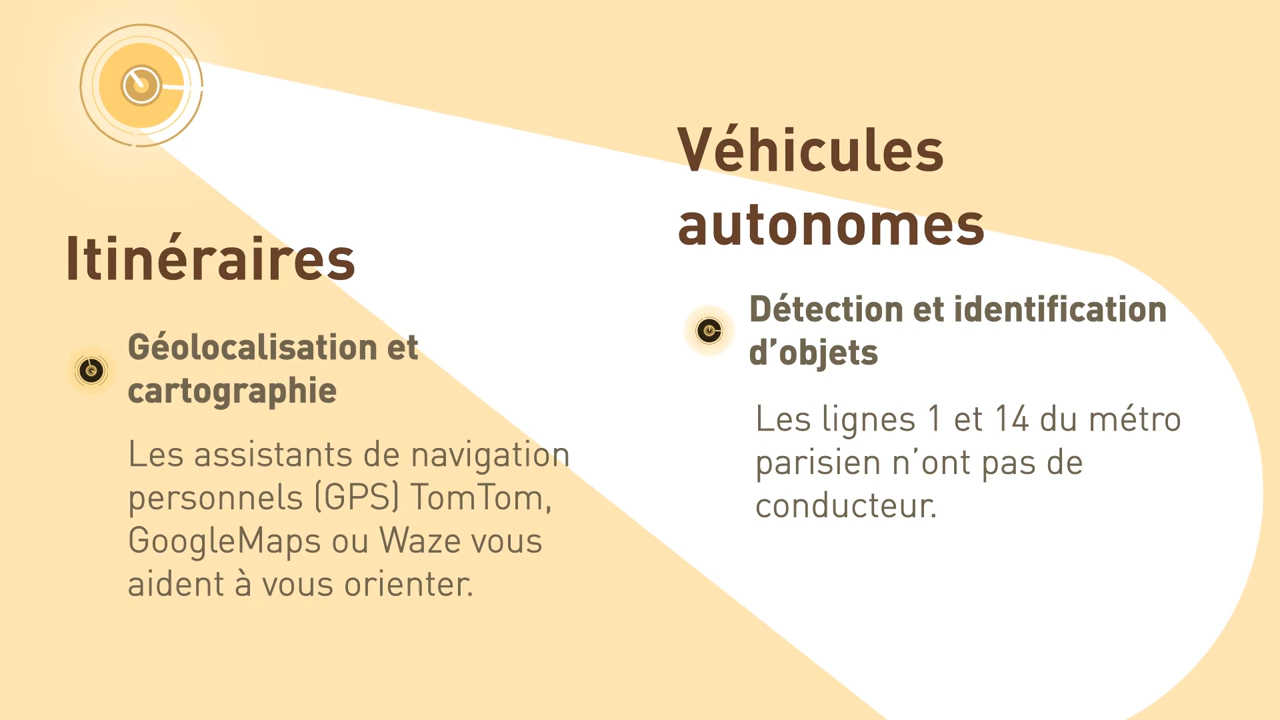 Itinéraires
Géolocalisation et
cartographie
Les assistants de navigation
personnels (GPS) TomTom,
GoogleMaps ou Waze vous
aident à vous orienter.
Véhicules
autonomes
Détection et identification
d’objets
Les lignes 1 et 14 du métro
parisien n’ont pas de
conducteur.